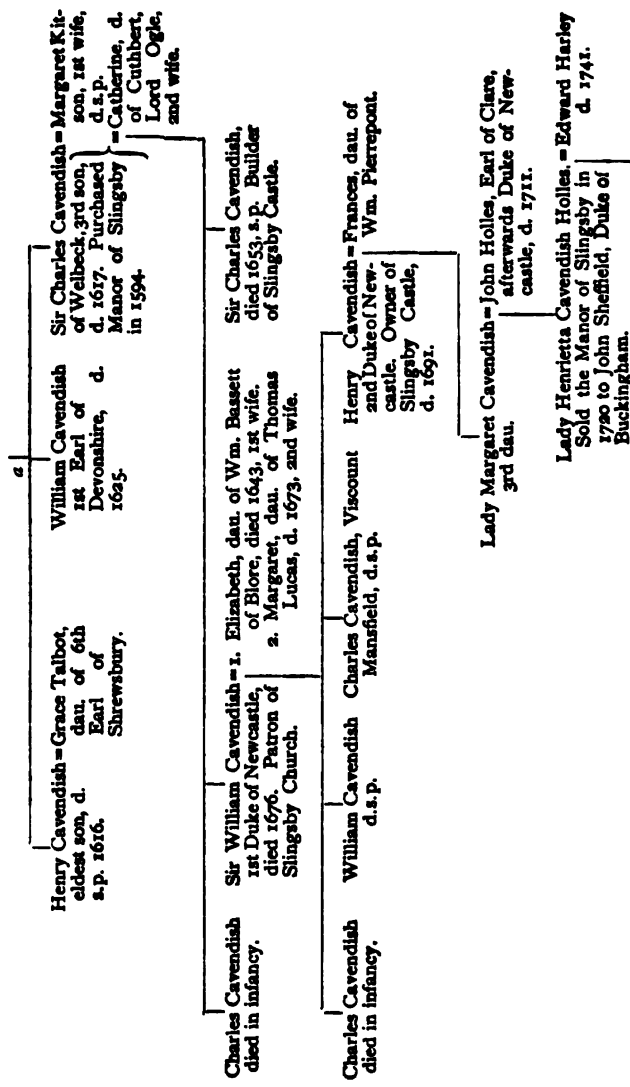 a
Henry Cavendish = Grace Talbot,
eldest son, d. dau. of 6th
s.p. 1616. Earl of
Shrewsbury.
William Cavendish
1st Earl of
Devonshire, d.
1625.
Sir Charles Cavendish = Margaret Kit-
of Welbeck, 3rd son, son, 1st wife,
d. 1617. Purchased d.s.p.
Manor of Slingsby = Catherine, d.
in 1594. of Cuthbert,
Lord Ogle,
2nd wife.
Charles Cavendish
died in infancy.
Sir William Cavendish = 1. Elizabeth, dau. of Wm. Bassett
1st Duke of Newcastle, of Blore, died 1643, 1st wife.
died 1676. Patron of 2. Margaret, dau. of Thomas
Slingsby Church. Lucas, d. 1673, 2nd wife.
Sir Charles Cavendish,
died 1653, s.p. Builder
of Slingsby Castle.
Charles Cavendish
died in infancy.
William Cavendish
d.s.p.
Charles Cavendish, Viscount
Mansfield, d.s.p.
Henry Cavendish = Frances, dau. of
2nd Duke of New- Wm. Pierrepont.
castle. Owner of
Slingsby Castle,
d. 1691.
Lady Margaret Cavendish = John Holles, Earl of Clare,
3rd dau. afterwards Duke of New-
castle, d. 1711.
Lady Henrietta Cavendish Holles. = Edward Harley
Sold the Manor of Slingsby in d. 1741.
1720 to John Sheffield, Duke of
Buckingham.